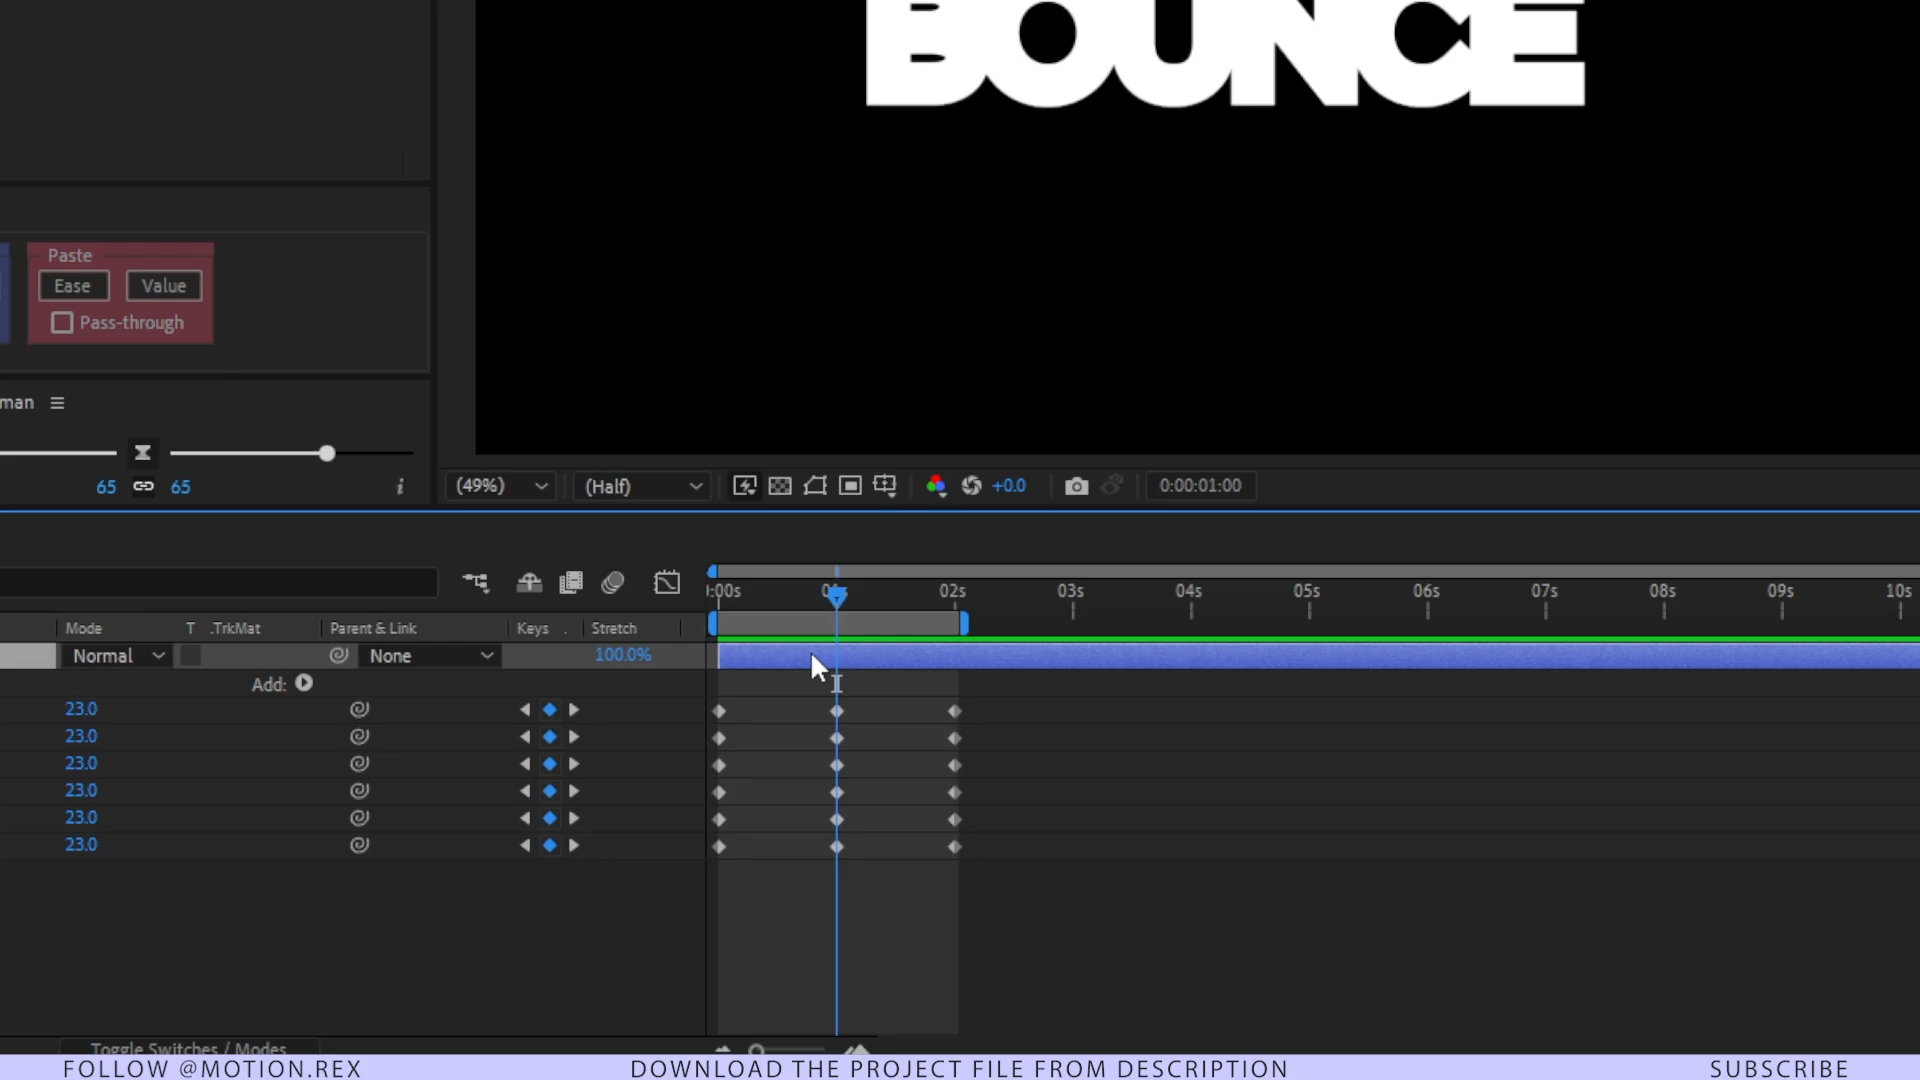 BOUNCE
Paste
Ease Value
Pass-through
man
65 65
(49%) (Half) +0.0 0:00:01:00
:00s 02s 03s 04s 05s 06s 07s 08s 09s 10s
Mode T .TrkMat Parent & Link Keys . Stretch
Normal None 100.0%
Add:
23.0
23.0
23.0
23.0
23.0
23.0
Toggle Switches / Modes
FOLLOW @MOTION.REX DOWNLOAD THE PROJECT FILE FROM DESCRIPTION SUBSCRIBE